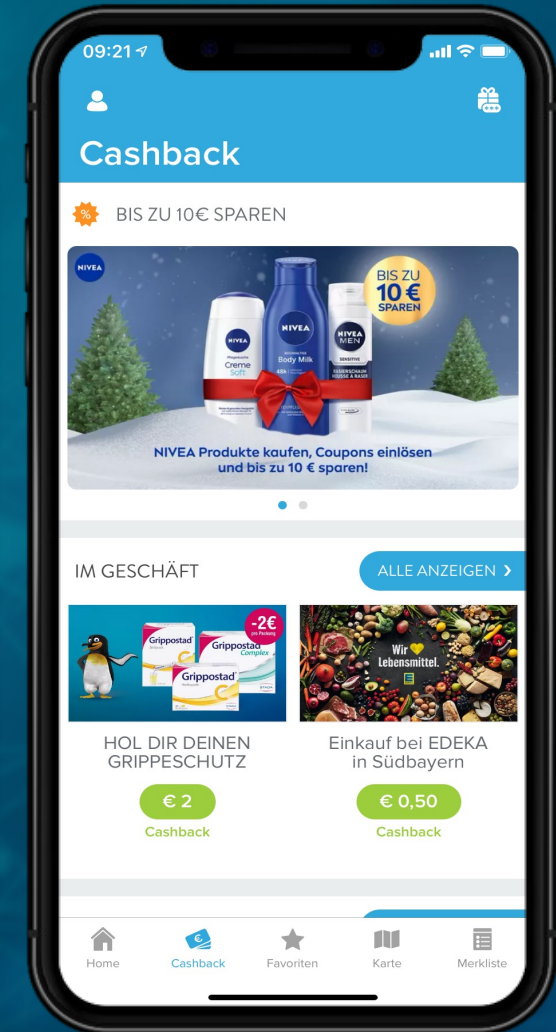 09:21
Cashback
%
BIS ZU 10€ SPAREN
NIVEA
BIS ZU
10 €
SPAREN
NIVEA
Creme
Soft
NIVEA
Body Milk
48h
NIVEA
MEN
SENSITIVE
NIVEA Produkte kaufen, Coupons einlösen
und bis zu 10 € sparen!
IM GESCHÄFT
ALLE ANZEIGEN
-2€
pro Packung
Grippostad
Grippostad
Complex
Grippostad
Wir
Lebensmittel.
E
HOL DIR DEINEN
GRIPPESCHUTZ
Einkauf bei EDEKA
in Südbayern
€ 2
€ 0,50
Cashback
Cashback
Home
Cashback
Favoriten
Karte
Merkliste